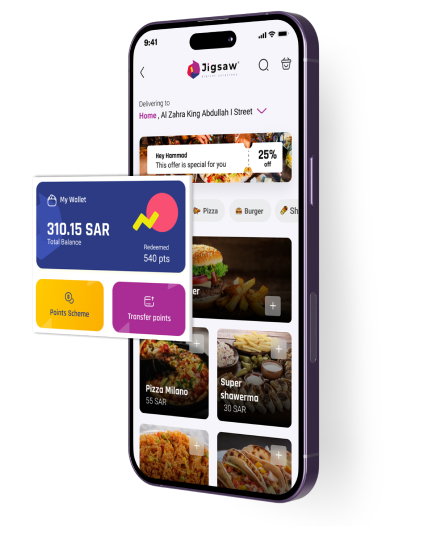 9:41
Jigsaw
digital solutions
Delivering to
Home , Al Zahra King Abdullah I Street
Hey Hammad
This offer is special for you
25%
off
Pizza
Burger
Sh
My Wallet
310.15 SAR
Total Balance
Redeemed
540 pts
Points Scheme
Transfer points
er
Pizza Milano
55 SAR
Super
shawerma
30 SAR